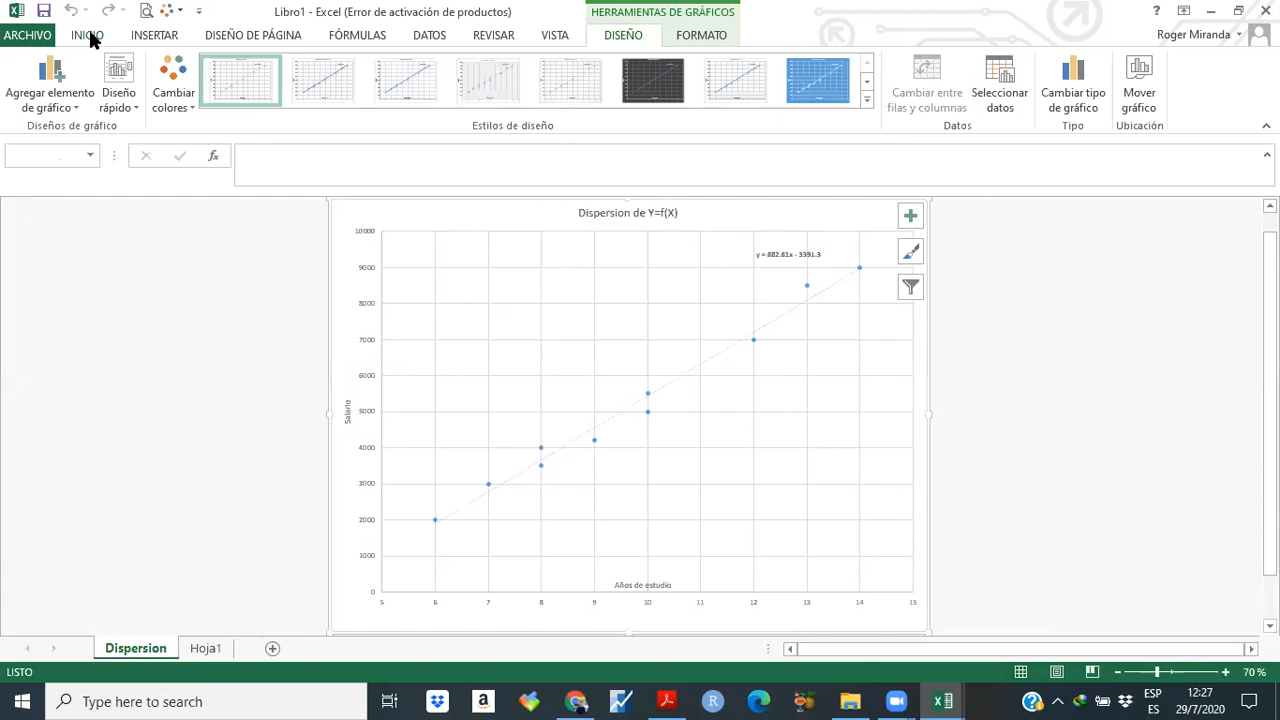 Libro1 - Excel (Error de activación de productos)
HERRAMIENTAS DE GRÁFICOS
?
ARCHIVO
INICIO
INSERTAR
DISEÑO DE PÁGINA
FÓRMULAS
DATOS
REVISAR
VISTA
DISEÑO
FORMATO
Roger Miranda
Agregar elemento
de gráfico
Diseño
rápido
Cambiar
colores
Cambiar entre
filas y columnas
Seleccionar
datos
Cambiar tipo
de gráfico
Mover
gráfico
Diseños de gráfico
Estilos de diseño
Datos
Tipo
Ubicación
fx
Dispersion de Y=f(X)
y = 882.61x - 3391.3
10000
9000
8000
7000
6000
5000
4000
3000
2000
1000
0
Salario
Años de estudio
5 6 7 8 9 10 11 12 13 14 15
Dispersion
Hoja1
LISTO
70 %
Type here to search
ESP
ES
12:27
29/7/2020